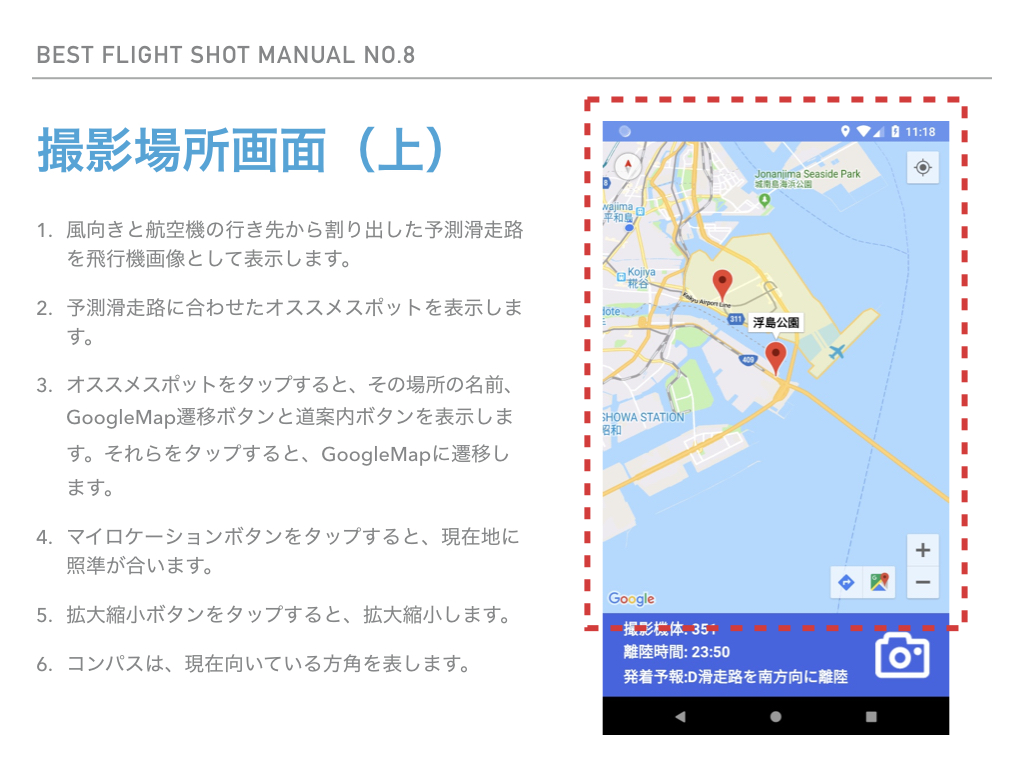 BEST FLIGHT SHOT MANUAL NO.8
撮影場所画面（上）
1. 風向きと航空機の行き先から割り出した予測滑走路
を飛行機画像として表示します。
2. 予測滑走路に合わせたオススメスポットを表示しま
す。
3. オススメスポットをタップすると、その場所の名前、
GoogleMap遷移ボタンと道案内ボタンを表示しま
す。それらをタップすると、GoogleMapに遷移し
ます。
4. マイロケーションボタンをタップすると、現在地に
照準が合います。
5. 拡大縮小ボタンをタップすると、拡大縮小します。
6. コンパスは、現在向いている方角を表します。
11:18
Jonanjima Seaside Park
城南島海浜公園
wajima
平和島
Kojiya
糀谷
Keikyu Airport Line
dote
311
浮島公園
409
SHOWA STATION
昭和
+
−
Google
撮影機体: 351
離陸時間: 23:50
発着予報:D滑走路を南方向に離陸